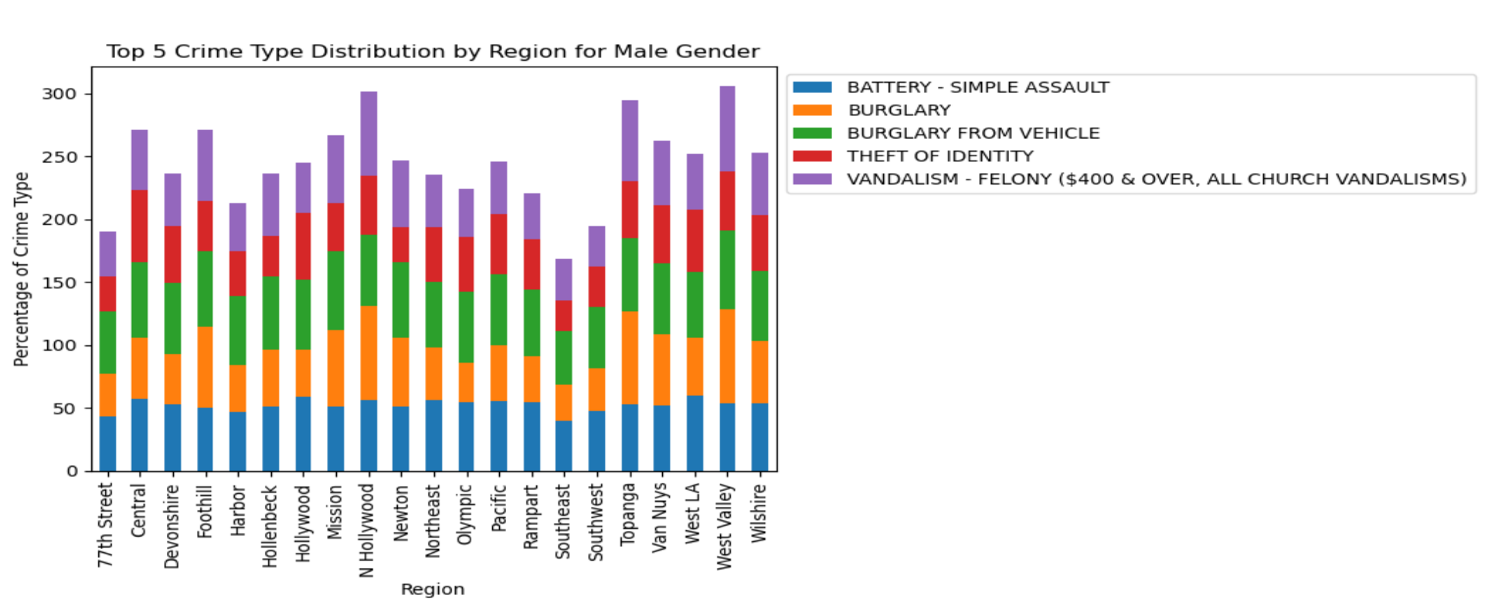 Top 5 Crime Type Distribution by Region for Male Gender
300
250
200
150
100
50
0
Percentage of Crime Type
BATTERY - SIMPLE ASSAULT
BURGLARY
BURGLARY FROM VEHICLE
THEFT OF IDENTITY
VANDALISM - FELONY ($400 & OVER, ALL CHURCH VANDALISMS)
77th Street
Central
Devonshire
Foothill
Harbor
Hollenbeck
Hollywood
Mission
N Hollywood
Newton
Northeast
Olympic
Pacific
Rampart
Southeast
Southwest
Topanga
Van Nuys
West LA
West Valley
Wilshire
Region